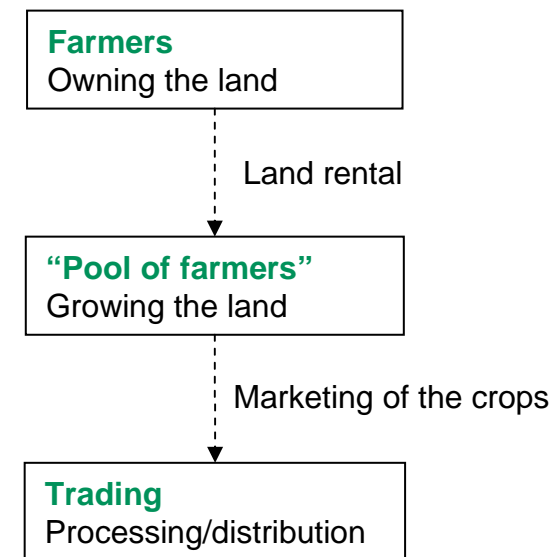 Farmers
Owning the land
Land rental
“Pool of farmers”
Growing the land
Marketing of the crops
Trading
Processing/distribution